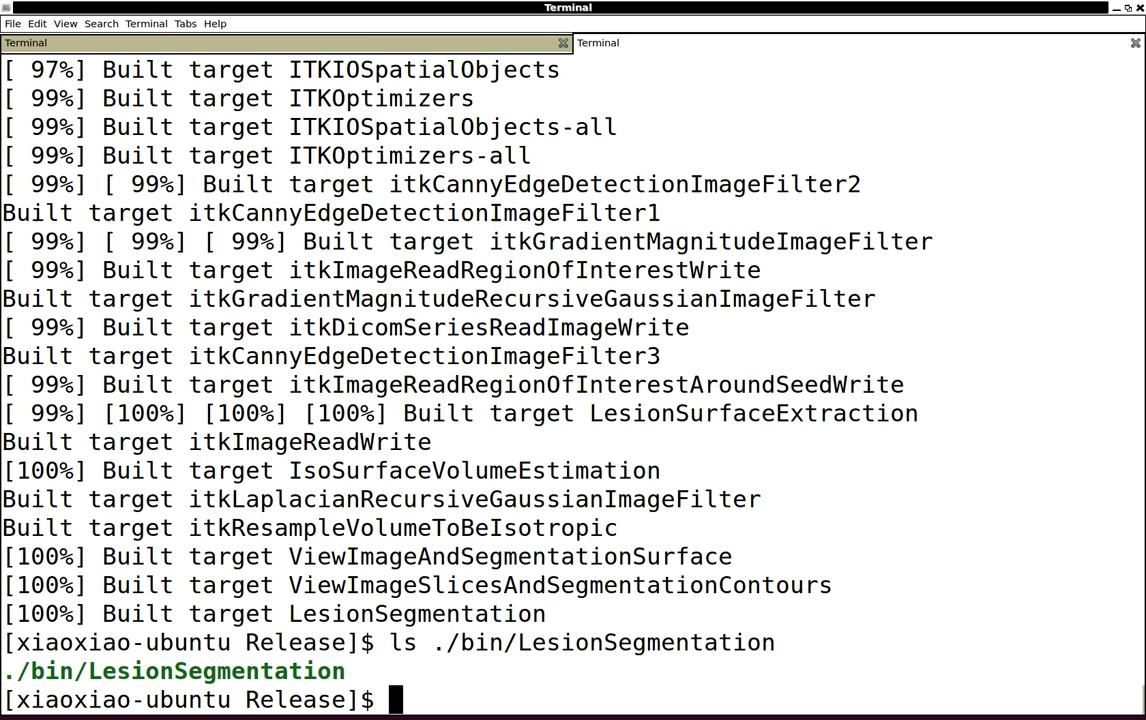 Terminal
File Edit View Search Terminal Tabs Help
Terminal
Terminal
[ 97%] Built target ITKIOSpatialObjects
[ 99%] Built target ITKOptimizers
[ 99%] Built target ITKIOSpatialObjects-all
[ 99%] Built target ITKOptimizers-all
[ 99%] [ 99%] Built target itkCannyEdgeDetectionImageFilter2
Built target itkCannyEdgeDetectionImageFilter1
[ 99%] [ 99%] [ 99%] Built target itkGradientMagnitudeImageFilter
[ 99%] Built target itkImageReadRegionOfInterestWrite
Built target itkGradientMagnitudeRecursiveGaussianImageFilter
[ 99%] Built target itkDicomSeriesReadImageWrite
Built target itkCannyEdgeDetectionImageFilter3
[ 99%] Built target itkImageReadRegionOfInterestAroundSeedWrite
[ 99%] [100%] [100%] [100%] Built target LesionSurfaceExtraction
Built target itkImageReadWrite
[100%] Built target IsoSurfaceVolumeEstimation
Built target itkLaplacianRecursiveGaussianImageFilter
Built target itkResampleVolumeToBeIsotropic
[100%] Built target ViewImageAndSegmentationSurface
[100%] Built target ViewImageSlicesAndSegmentationContours
[100%] Built target LesionSegmentation
[xiaoxiao-ubuntu Release]$ ls ./bin/LesionSegmentation
./bin/LesionSegmentation
[xiaoxiao-ubuntu Release]$